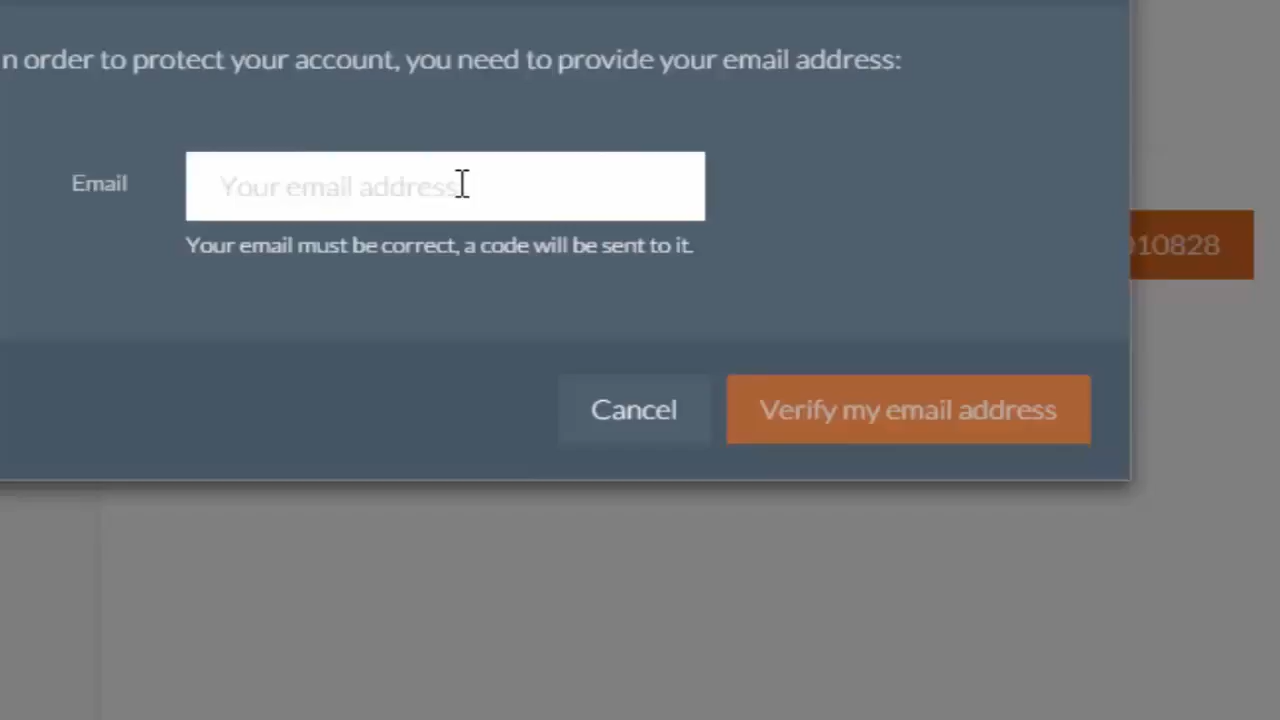 n order to protect your account, you need to provide your email address:
Email
Your email address
Your email must be correct, a code will be sent to it.
10828
Cancel
Verify my email address